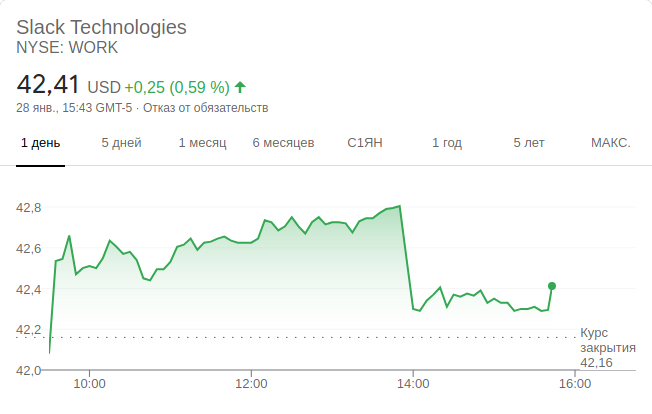 Slack Technologies
NYSE: WORK
42,41 USD +0,25 (0,59 %)
28 янв., 15:43 GMT-5 · Отказ от обязательств
1 день 5 дней 1 месяц 6 месяцев С1ЯН 1 год 5 лет МАКС.
42,8
42,6
42,4
42,2
Курс
закрытия
42,16
42,0
10:00 12:00 14:00 16:00